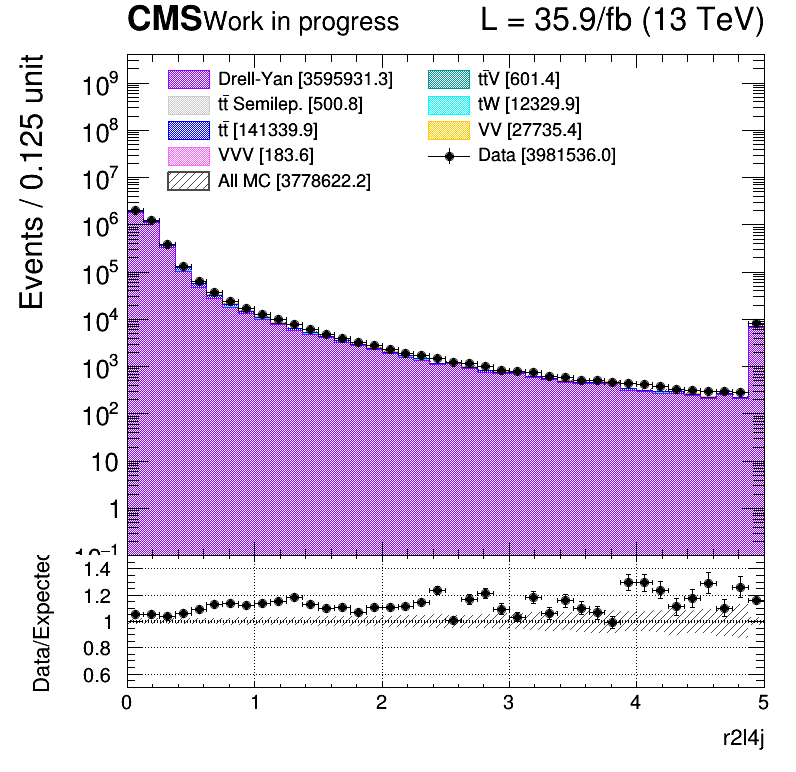 CMS Work in progress L = 35.9/fb (13 TeV)
Events / 0.125 unit
Drell-Yan [3595931.3] tt̄V [601.4]
tt̄ Semilep. [500.8] tW [12329.9]
tt̄ [141339.9] VV [27735.4]
VVV [183.6] Data [3981536.0]
All MC [3778622.2]
10⁹
10⁸
10⁷
10⁶
10⁵
10⁴
10³
10²
10
1
10⁻¹
Data/Expected
1.4
1.2
1
0.8
0.6
0 1 2 3 4 5
r2l4j